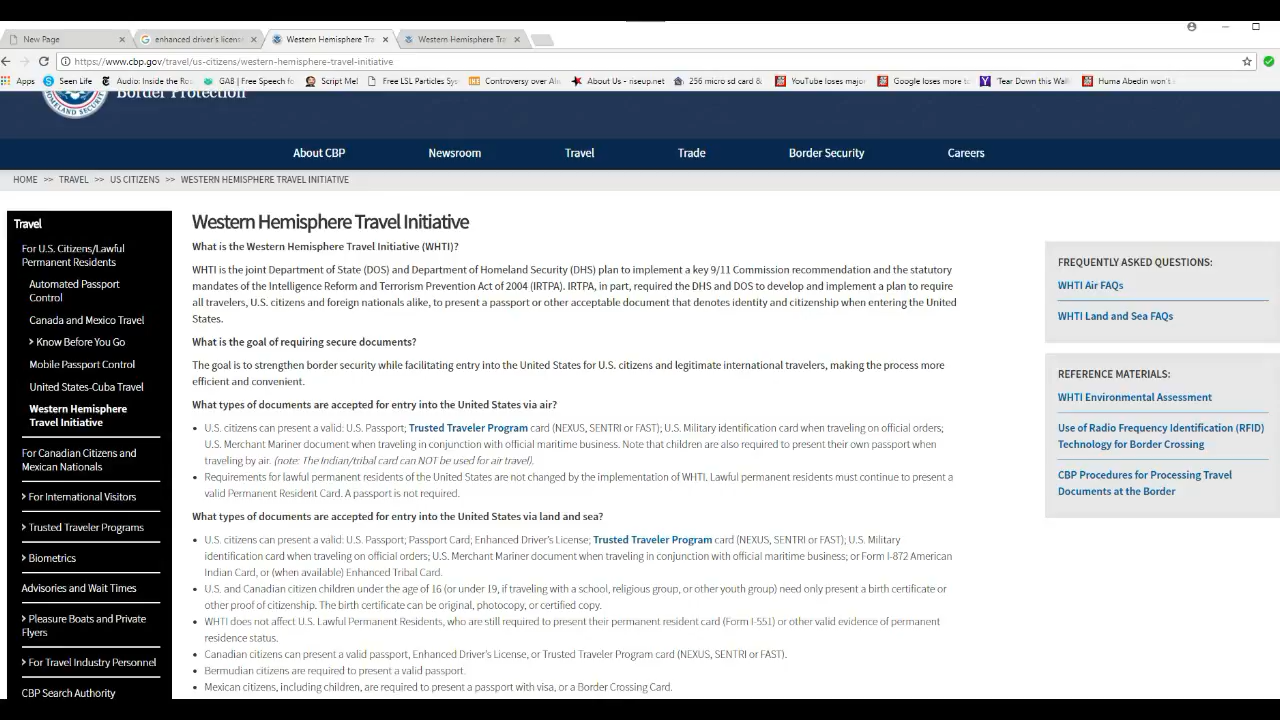 New Page
enhanced driver's license
Western Hemisphere Tra
Western Hemisphere Tra
https://www.cbp.gov/travel/us-citizens/western-hemisphere-travel-initiative
Apps
Seen Life
Audio: Inside the Ro
GAB | Free Speech fo
Script Me!
Free LSL Particles Sys
Controversy over Al
About Us - riseup.net
256 micro sd card &
YouTube loses major
Google loses more to
'Tear Down this Wall
Huma Abedin won't
HOMELAND SECURITY
Border Protection
About CBP
Newsroom
Travel
Trade
Border Security
Careers
HOME >> TRAVEL >> US CITIZENS >> WESTERN HEMISPHERE TRAVEL INITIATIVE
Travel
For U.S. Citizens/Lawful
Permanent Residents
Automated Passport
Control
Canada and Mexico Travel
Know Before You Go
Mobile Passport Control
United States-Cuba Travel
Western Hemisphere
Travel Initiative
For Canadian Citizens and
Mexican Nationals
For International Visitors
Trusted Traveler Programs
Biometrics
Advisories and Wait Times
Pleasure Boats and Private
Flyers
For Travel Industry Personnel
CBP Search Authority
Western Hemisphere Travel Initiative
What is the Western Hemisphere Travel Initiative (WHTI)?
WHTI is the joint Department of State (DOS) and Department of Homeland Security (DHS) plan to implement a key 9/11 Commission recommendation and the statutory
mandates of the Intelligence Reform and Terrorism Prevention Act of 2004 (IRTPA). IRTPA, in part, required the DHS and DOS to develop and implement a plan to require
all travelers, U.S. citizens and foreign nationals alike, to present a passport or other acceptable document that denotes identity and citizenship when entering the United
States.
What is the goal of requiring secure documents?
The goal is to strengthen border security while facilitating entry into the United States for U.S. citizens and legitimate international travelers, making the process more
efficient and convenient.
What types of documents are accepted for entry into the United States via air?
U.S. citizens can present a valid: U.S. Passport; Trusted Traveler Program card (NEXUS, SENTRI or FAST); U.S. Military identification card when traveling on official orders;
U.S. Merchant Mariner document when traveling in conjunction with official maritime business. Note that children are also required to present their own passport when
traveling by air. (note: The Indian/tribal card can NOT be used for air travel).
Requirements for lawful permanent residents of the United States are not changed by the implementation of WHTI. Lawful permanent residents must continue to present a
valid Permanent Resident Card. A passport is not required.
What types of documents are accepted for entry into the United States via land and sea?
U.S. citizens can present a valid: U.S. Passport; Passport Card; Enhanced Driver's License; Trusted Traveler Program card (NEXUS, SENTRI or FAST); U.S. Military
identification card when traveling on official orders; U.S. Merchant Mariner document when traveling in conjunction with official maritime business; or Form I-872 American
Indian Card, or (when available) Enhanced Tribal Card.
U.S. and Canadian citizen children under the age of 16 (or under 19, if traveling with a school, religious group, or other youth group) need only present a birth certificate or
other proof of citizenship. The birth certificate can be original, photocopy, or certified copy.
WHTI does not affect U.S. Lawful Permanent Residents, who are still required to present their permanent resident card (Form I-551) or other valid evidence of permanent
residence status.
Canadian citizens can present a valid passport, Enhanced Driver's License, or Trusted Traveler Program card (NEXUS, SENTRI or FAST).
Bermudian citizens are required to present a valid passport.
Mexican citizens, including children, are required to present a passport with visa, or a Border Crossing Card.
FREQUENTLY ASKED QUESTIONS:
WHTI Air FAQs
WHTI Land and Sea FAQs
REFERENCE MATERIALS:
WHTI Environmental Assessment
Use of Radio Frequency Identification (RFID)
Technology for Border Crossing
CBP Procedures for Processing Travel
Documents at the Border